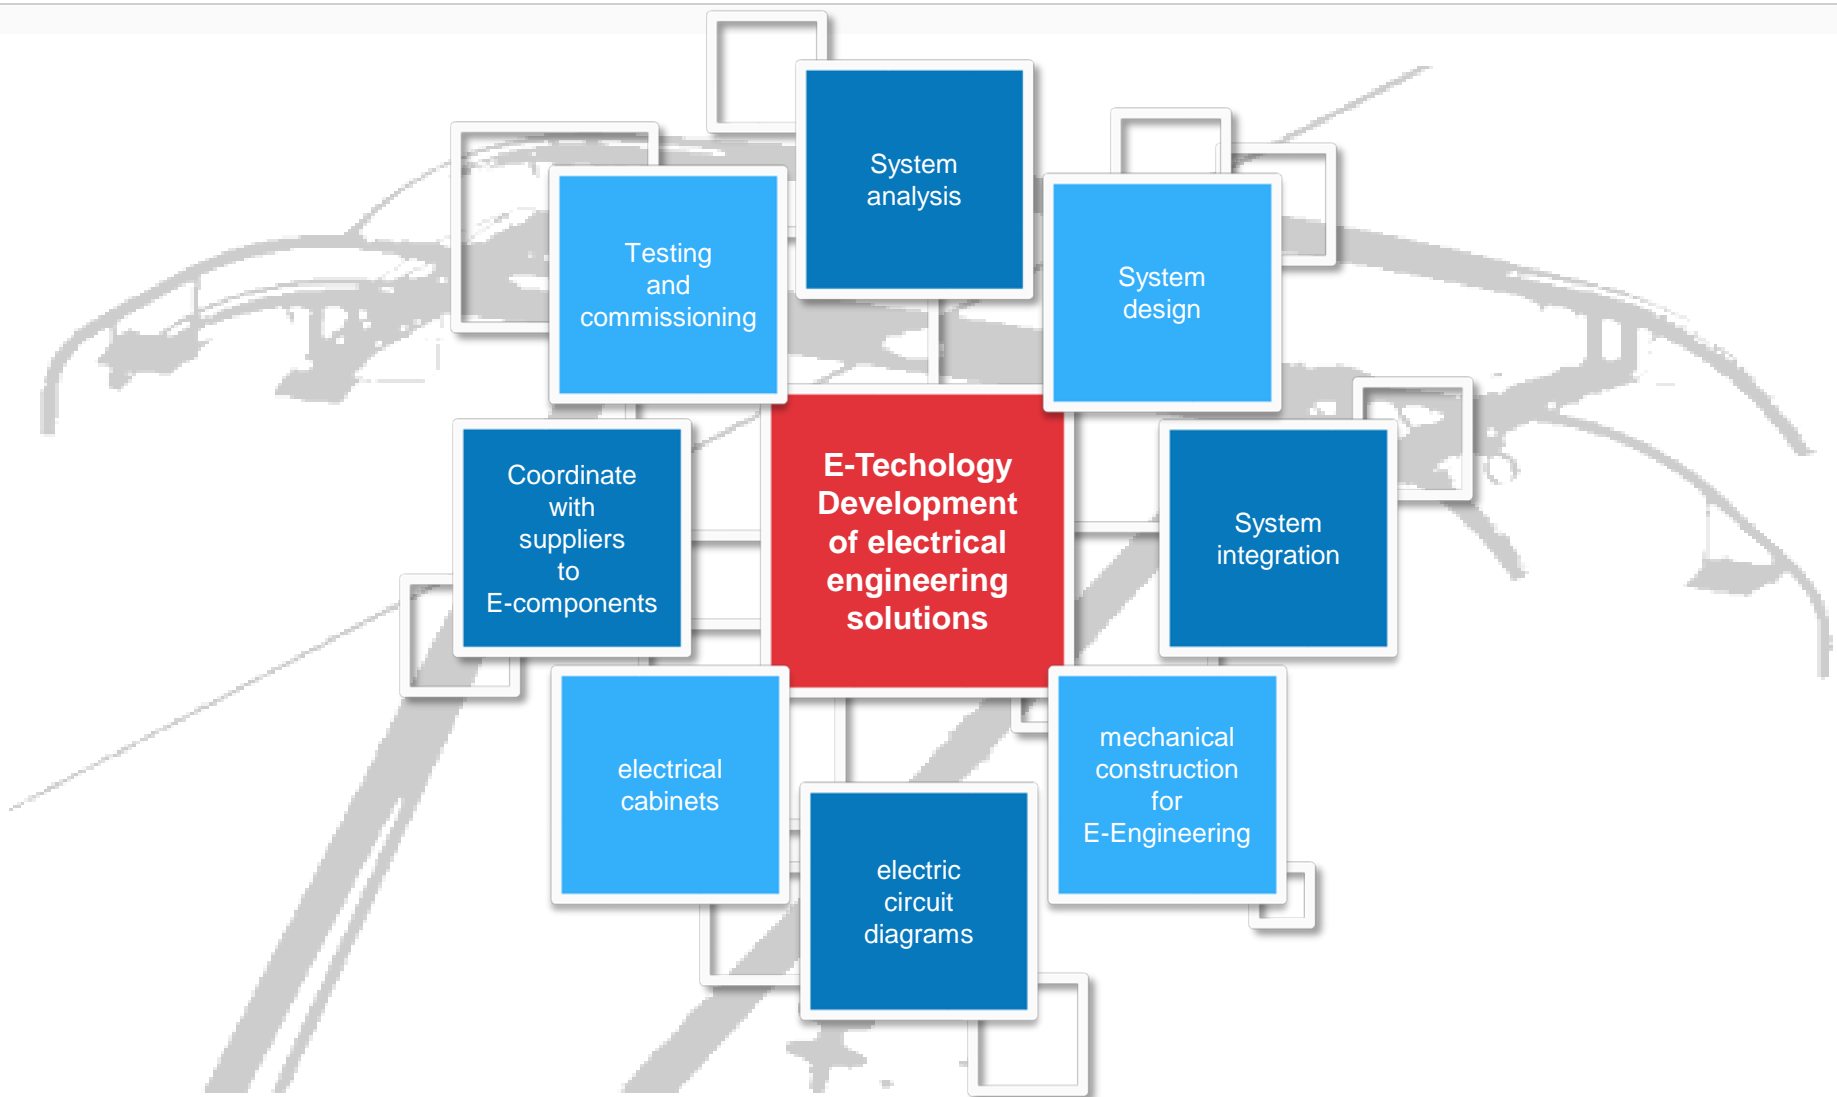 System
analysis
System
design
System
integration
mechanical
construction
for
E-Engineering
electric
circuit
diagrams
electrical
cabinets
Coordinate
with
suppliers
to
E-components
Testing
and
commissioning
E-Techology
Development
of electrical
engineering
solutions